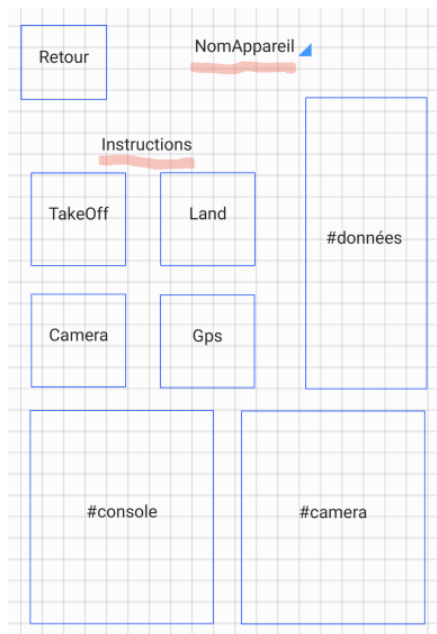 Retour
NomAppareil
Instructions
TakeOff
Land
#données
Camera
Gps
#console
#camera